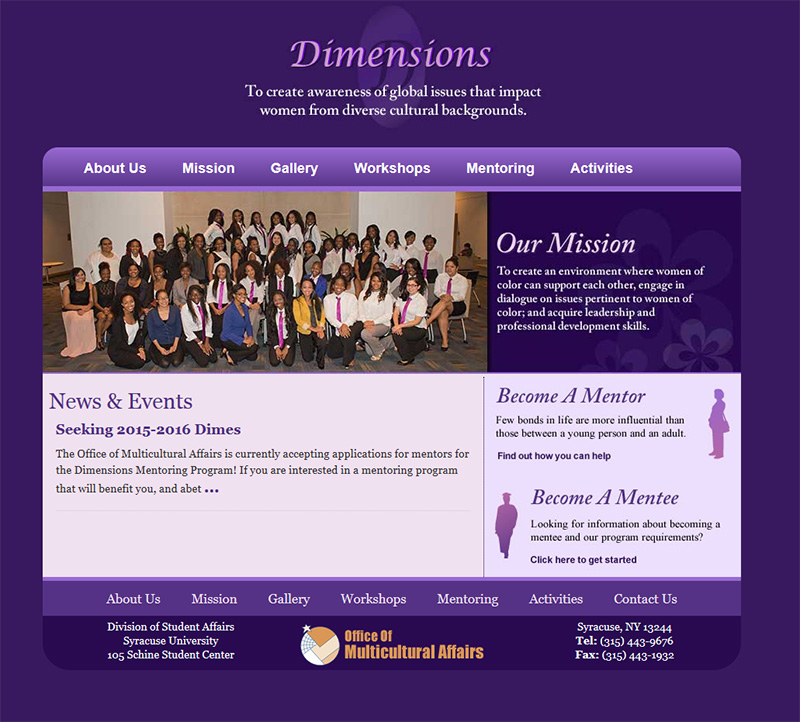 Dimensions
To create awareness of global issues that impact
women from diverse cultural backgrounds.
About Us Mission Gallery Workshops Mentoring Activities
Our Mission
To create an environment where women of
color can support each other, engage in
dialogue on issues pertinent to women of
color; and acquire leadership and
professional development skills.
News & Events
Seeking 2015-2016 Dimes
The Office of Multicultural Affairs is currently accepting applications for mentors for
the Dimensions Mentoring Program! If you are interested in a mentoring program
that will benefit you, and abet ...
Become A Mentor
Few bonds in life are more influential than
those between a young person and an adult.
Find out how you can help
Become A Mentee
Looking for information about becoming a
mentee and our program requirements?
Click here to get started
About Us Mission Gallery Workshops Mentoring Activities Contact Us
Division of Student Affairs
Syracuse University
105 Schine Student Center
Office Of
Multicultural Affairs
Syracuse, NY 13244
Tel: (315) 443-9676
Fax: (315) 443-1932